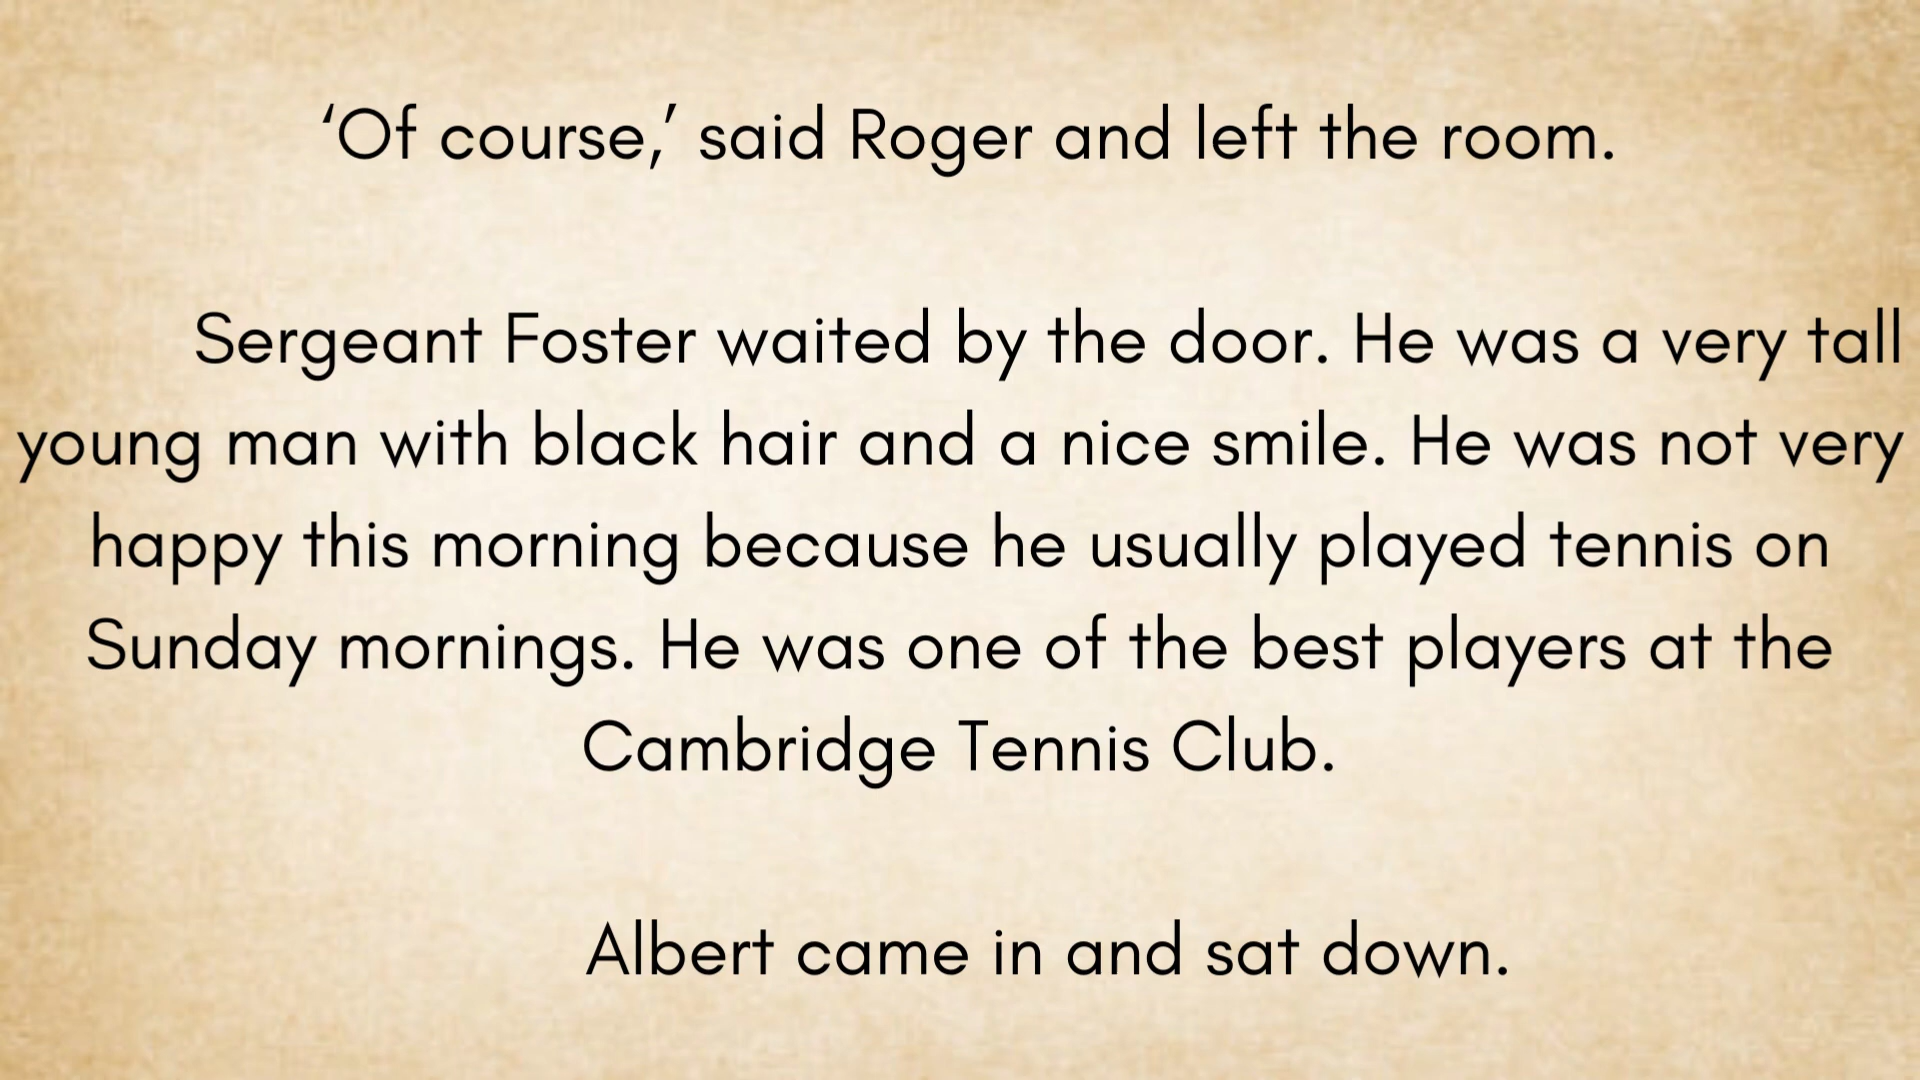 ‘Of course,’ said Roger and left the room.
Sergeant Foster waited by the door. He was a very tall
young man with black hair and a nice smile. He was not very
happy this morning because he usually played tennis on
Sunday mornings. He was one of the best players at the
Cambridge Tennis Club.
Albert came in and sat down.